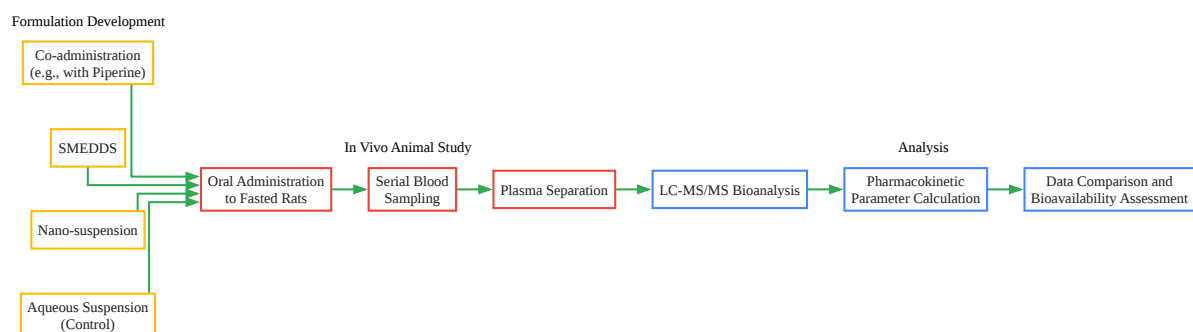 Formulation Development
Co-administration
(e.g., with Piperine)
SMEDDS
Nano-suspension
Aqueous Suspension
(Control)
In Vivo Animal Study
Oral Administration
to Fasted Rats
Serial Blood
Sampling
Plasma Separation
Analysis
LC-MS/MS Bioanalysis
Pharmacokinetic
Parameter Calculation
Data Comparison and
Bioavailability Assessment